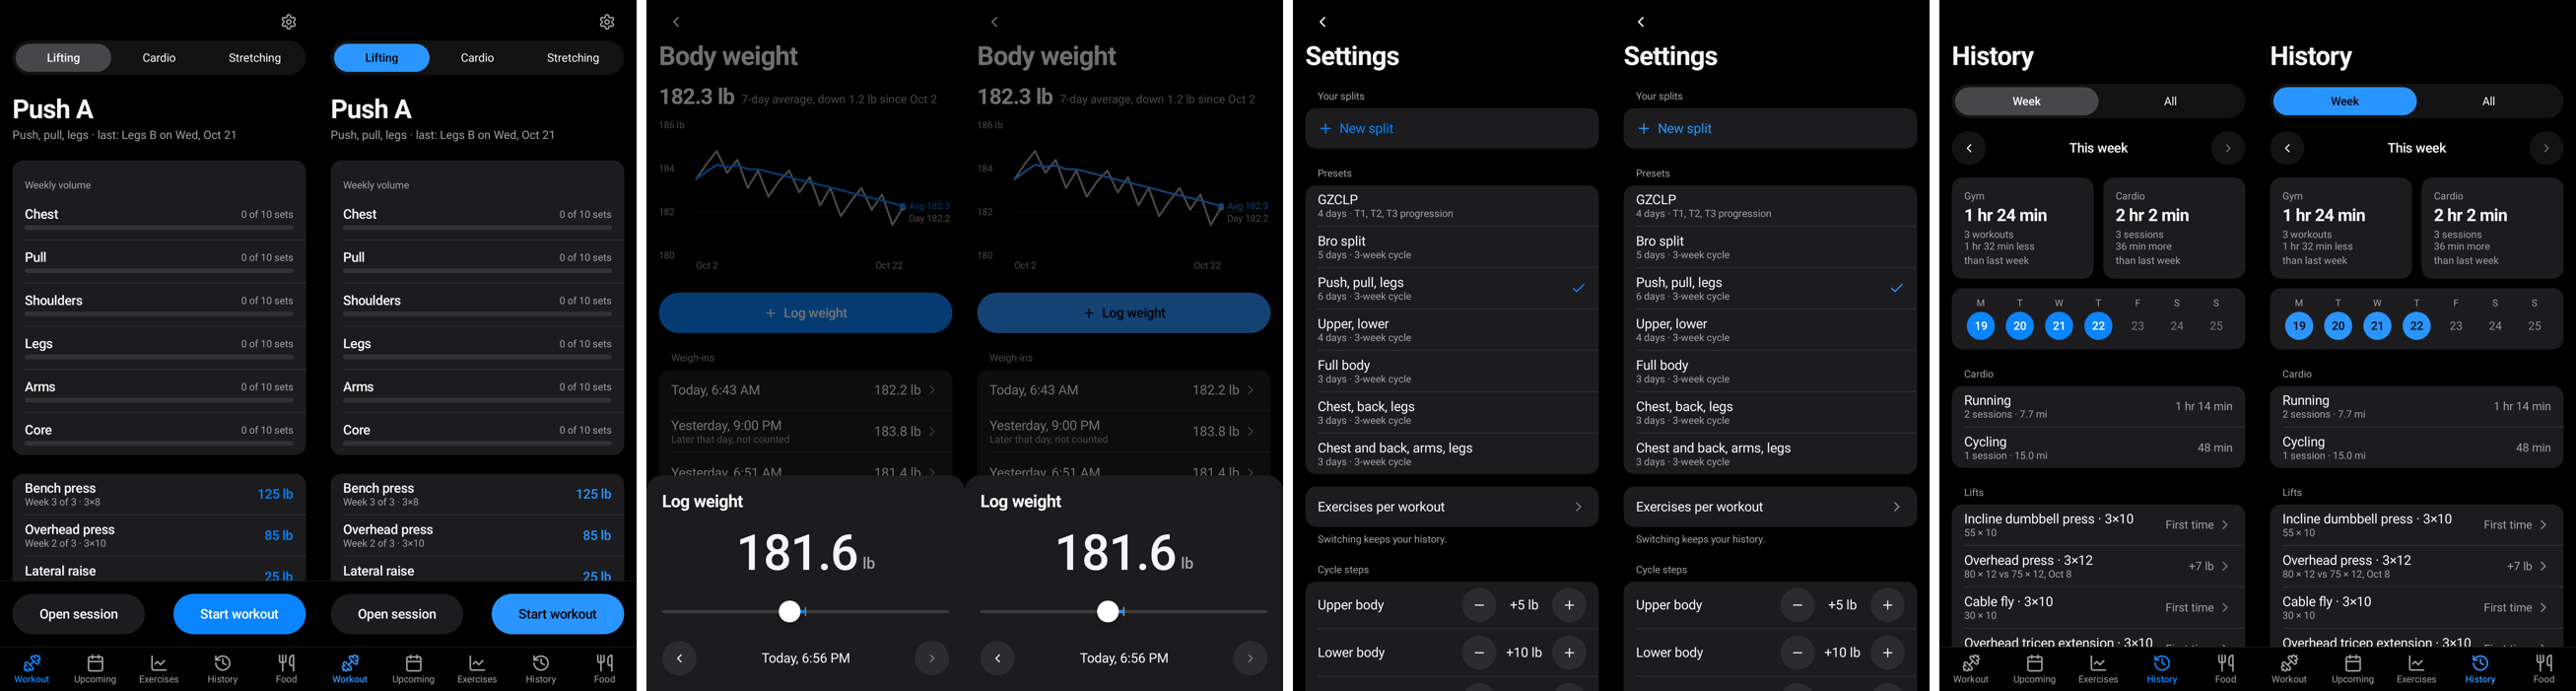 Lifting Cardio Stretching
Push A
Push, pull, legs · last: Legs B on Wed, Oct 21
Weekly volume
Chest 0 of 10 sets
Pull 0 of 10 sets
Shoulders 0 of 10 sets
Legs 0 of 10 sets
Arms 0 of 10 sets
Core 0 of 10 sets
Bench press 125 lb
Week 3 of 3 · 3×8
Overhead press 85 lb
Week 2 of 3 · 3×10
Lateral raise 25 lb
Open session Start workout
Workout Upcoming Exercises History Food
Lifting Cardio Stretching
Push A
Push, pull, legs · last: Legs B on Wed, Oct 21
Weekly volume
Chest 0 of 10 sets
Pull 0 of 10 sets
Shoulders 0 of 10 sets
Legs 0 of 10 sets
Arms 0 of 10 sets
Core 0 of 10 sets
Bench press 125 lb
Week 3 of 3 · 3×8
Overhead press 85 lb
Week 2 of 3 · 3×10
Lateral raise 25 lb
Open session Start workout
Workout Upcoming Exercises History Food
Body weight
182.3 lb 7-day average, down 1.2 lb since Oct 2
186 lb
184
Avg 182.3
182
Day 182.2
180
Oct 2 Oct 22
+ Log weight
Weigh-ins
Today, 6:43 AM 182.2 lb
Yesterday, 9:00 PM 183.8 lb
Later that day, not counted
Yesterday, 6:51 AM 181.4 lb
Log weight
181.6 lb
Today, 6:56 PM
Body weight
182.3 lb 7-day average, down 1.2 lb since Oct 2
186 lb
184
Avg 182.3
182
Day 182.2
180
Oct 2 Oct 22
+ Log weight
Weigh-ins
Today, 6:43 AM 182.2 lb
Yesterday, 9:00 PM 183.8 lb
Later that day, not counted
Yesterday, 6:51 AM 181.4 lb
Log weight
181.6 lb
Today, 6:56 PM
Settings
Your splits
+ New split
Presets
GZCLP
4 days · T1, T2, T3 progression
Bro split
5 days · 3-week cycle
Push, pull, legs
6 days · 3-week cycle
Upper, lower
4 days · 3-week cycle
Full body
3 days · 3-week cycle
Chest, back, legs
3 days · 3-week cycle
Chest and back, arms, legs
3 days · 3-week cycle
Exercises per workout
Switching keeps your history.
Cycle steps
Upper body − +5 lb +
Lower body − +10 lb +
Settings
Your splits
+ New split
Presets
GZCLP
4 days · T1, T2, T3 progression
Bro split
5 days · 3-week cycle
Push, pull, legs
6 days · 3-week cycle
Upper, lower
4 days · 3-week cycle
Full body
3 days · 3-week cycle
Chest, back, legs
3 days · 3-week cycle
Chest and back, arms, legs
3 days · 3-week cycle
Exercises per workout
Switching keeps your history.
Cycle steps
Upper body − +5 lb +
Lower body − +10 lb +
History
Week All
This week
Gym
1 hr 24 min
3 workouts
1 hr 32 min less
than last week
Cardio
2 hr 2 min
3 sessions
36 min more
than last week
M T W T F S S
19 20 21 22 23 24 25
Cardio
Running 1 hr 14 min
2 sessions · 7.7 mi
Cycling 48 min
1 session · 15.0 mi
Lifts
Incline dumbbell press · 3×10 First time
55 × 10
Overhead press · 3×12 +7 lb
80 × 12 vs 75 × 12, Oct 8
Cable fly · 3×10 First time
30 × 10
Overhead tricep extension · 3×10 First time
Workout Upcoming Exercises History Food
History
Week All
This week
Gym
1 hr 24 min
3 workouts
1 hr 32 min less
than last week
Cardio
2 hr 2 min
3 sessions
36 min more
than last week
M T W T F S S
19 20 21 22 23 24 25
Cardio
Running 1 hr 14 min
2 sessions · 7.7 mi
Cycling 48 min
1 session · 15.0 mi
Lifts
Incline dumbbell press · 3×10 First time
55 × 10
Overhead press · 3×12 +7 lb
80 × 12 vs 75 × 12, Oct 8
Cable fly · 3×10 First time
30 × 10
Overhead tricep extension · 3×10 First time
Workout Upcoming Exercises History Food